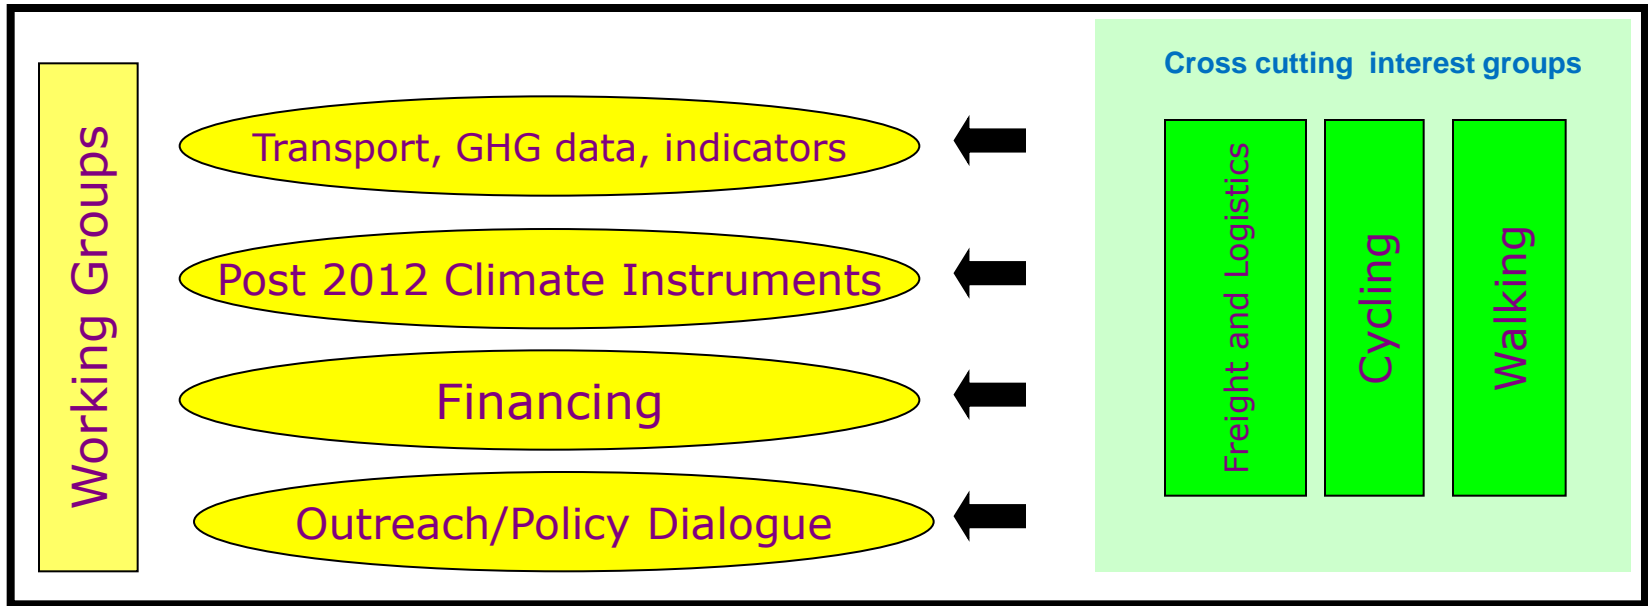 Working Groups
Transport, GHG data, indicators
Post 2012 Climate Instruments
Financing
Outreach/Policy Dialogue
Cross cutting interest groups
Freight and Logistics
Cycling
Walking